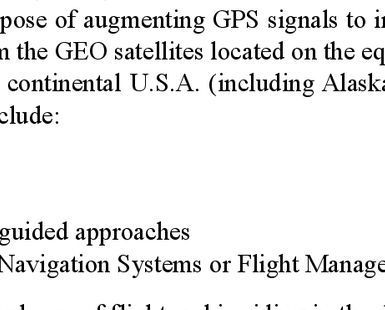 pose of augmenting GPS signals to in
the GEO satellites located on the eq
continental U.S.A. (including Alaska
clude:
guided approaches
Navigation Systems or Flight Manage